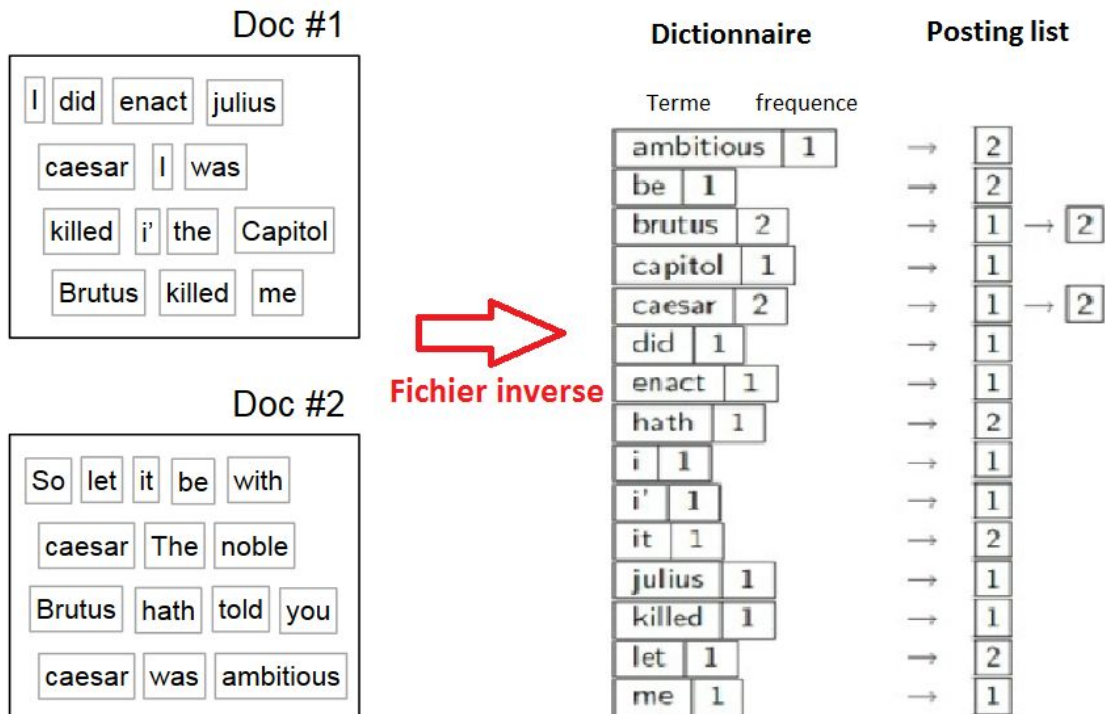 Doc #1
I did enact julius
caesar I was
killed i' the Capitol
Brutus killed me
Doc #2
So let it be with
caesar The noble
Brutus hath told you
caesar was ambitious
Fichier inverse
Dictionnaire Posting list
Terme frequence
ambitious 1 → 2
be 1 → 2
brutus 2 → 1 → 2
capitol 1 → 1
caesar 2 → 1 → 2
did 1 → 1
enact 1 → 1
hath 1 → 2
i 1 → 1
i' 1 → 1
it 1 → 2
julius 1 → 1
killed 1 → 1
let 1 → 2
me 1 → 1